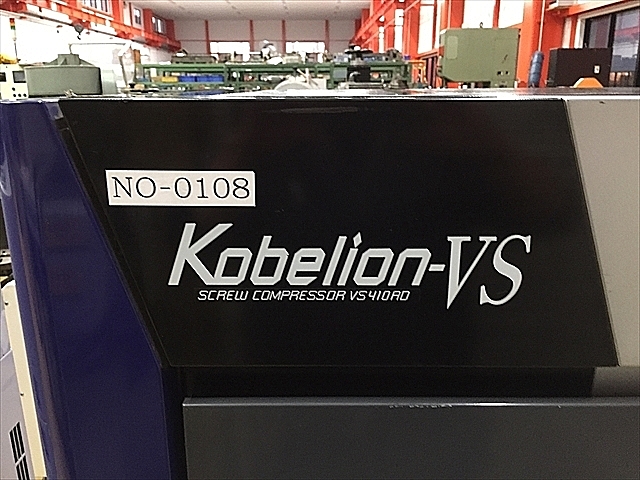 NO-0108
Kobelion-VS
SCREW COMPRESSOR VS410AD